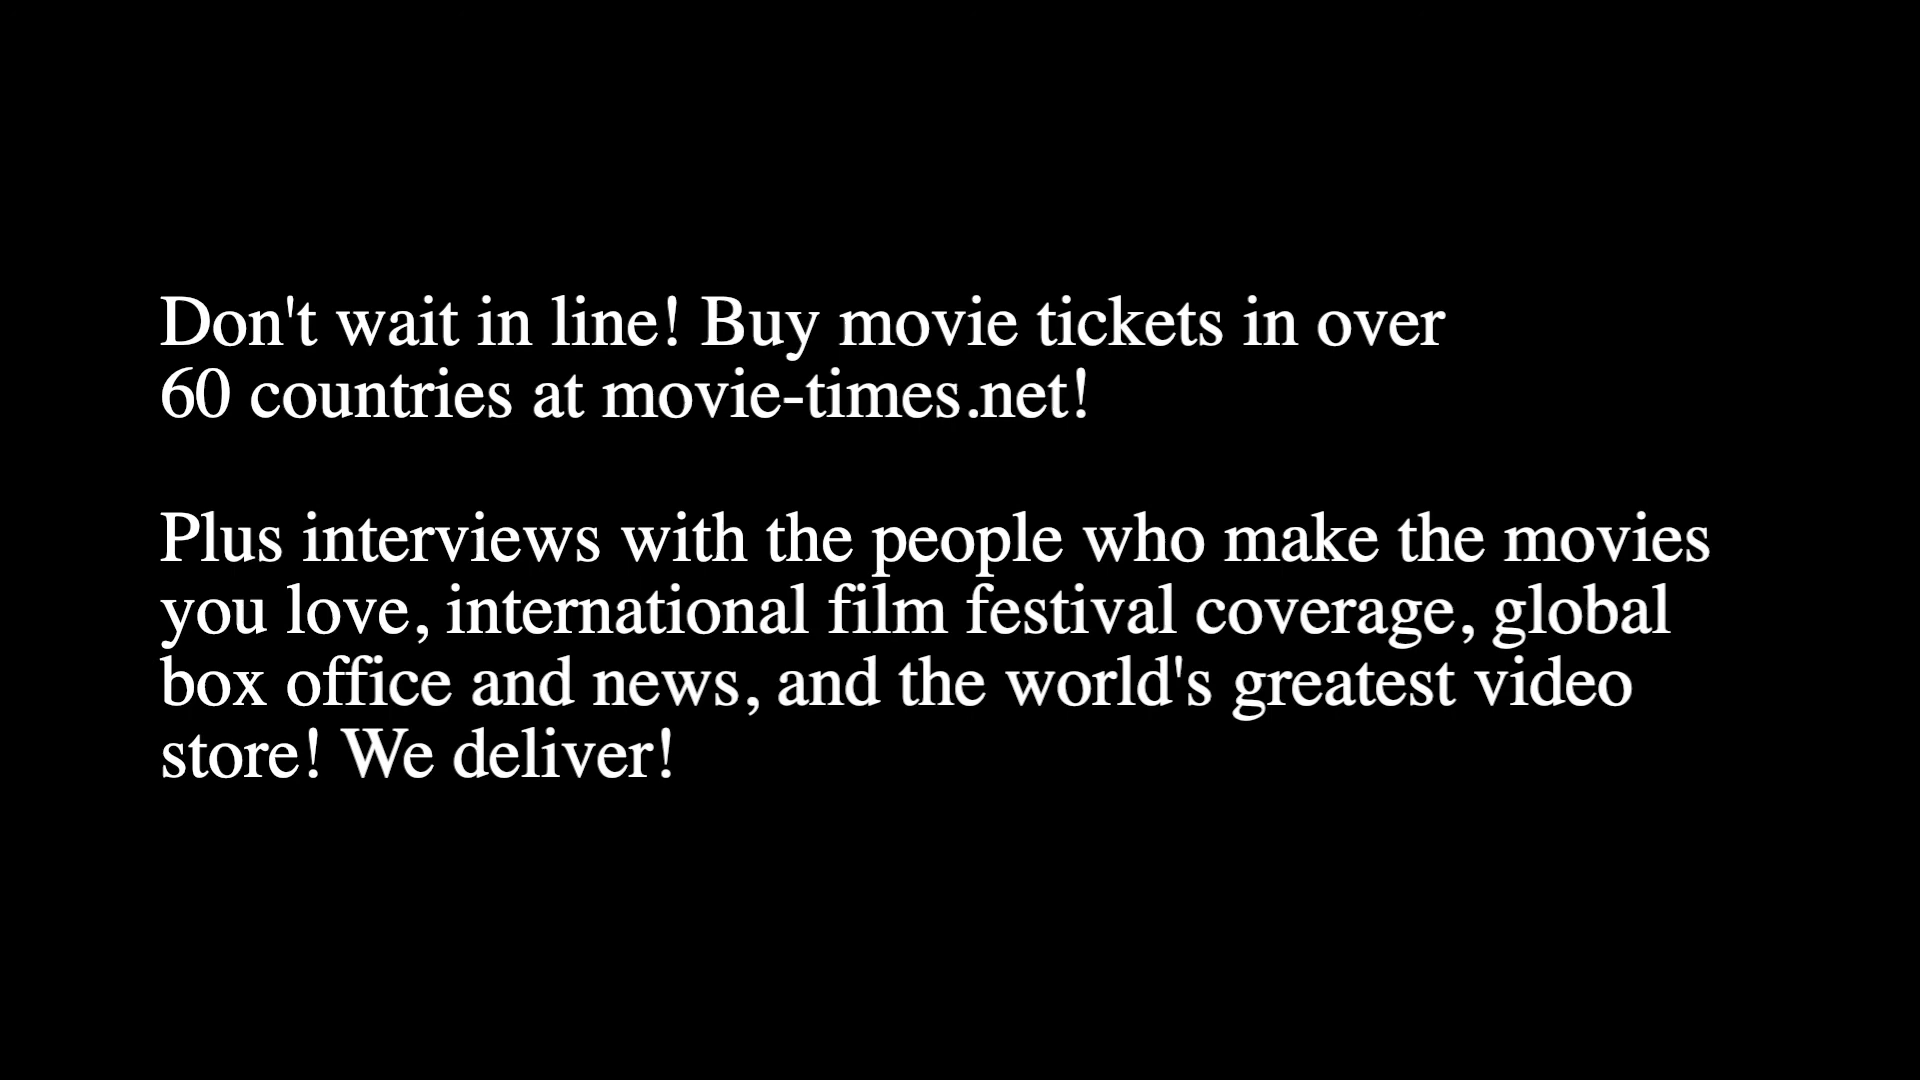 Don't wait in line! Buy movie tickets in over
60 countries at movie-times.net!
Plus interviews with the people who make the movies
you love, international film festival coverage, global
box office and news, and the world's greatest video
store! We deliver!